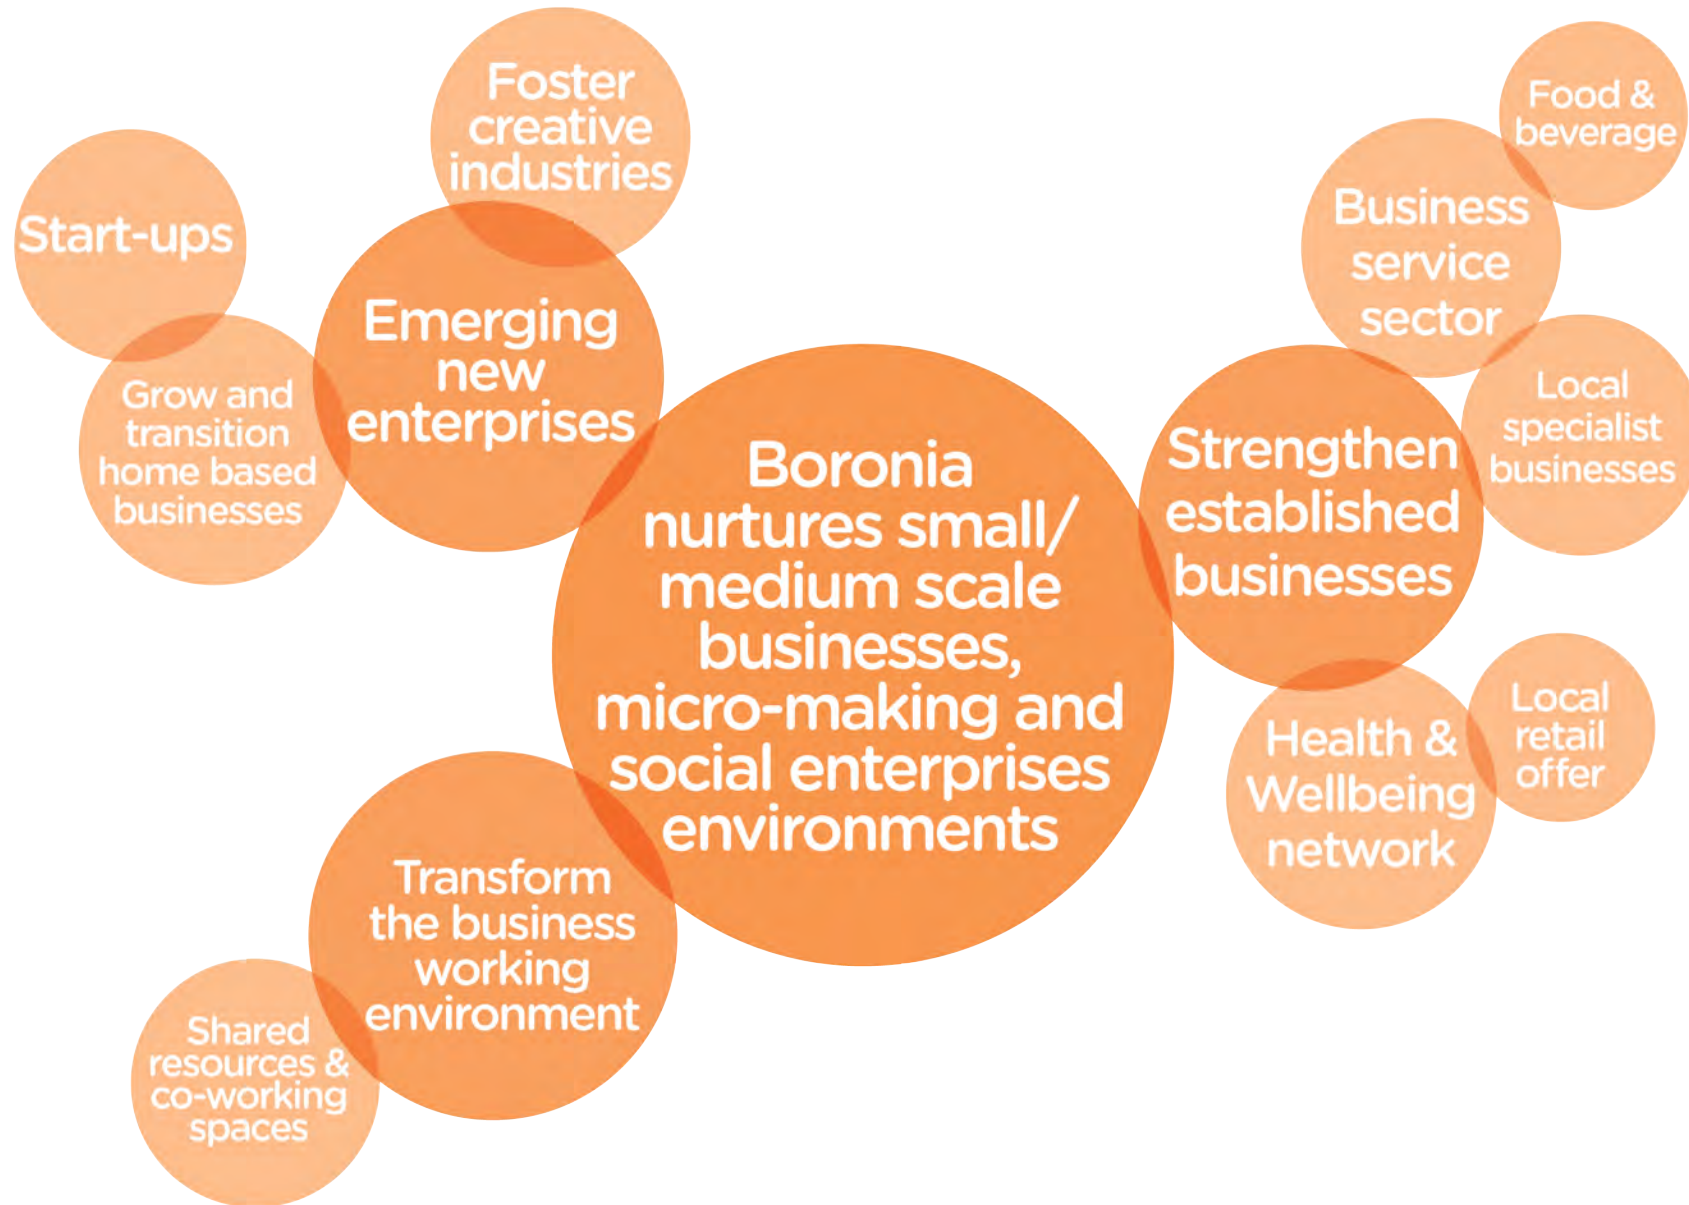 Foster
creative
industries
Start-ups
Emerging
new
enterprises
Grow and
transition
home based
businesses
Boronia
nurtures small/
medium scale
businesses,
micro-making and
social enterprises
environments
Transform
the business
working
environment
Shared
resources &
co-working
spaces
Food &
beverage
Business
service
sector
Local
specialist
businesses
Strengthen
established
businesses
Health &
Wellbeing
network
Local
retail
offer